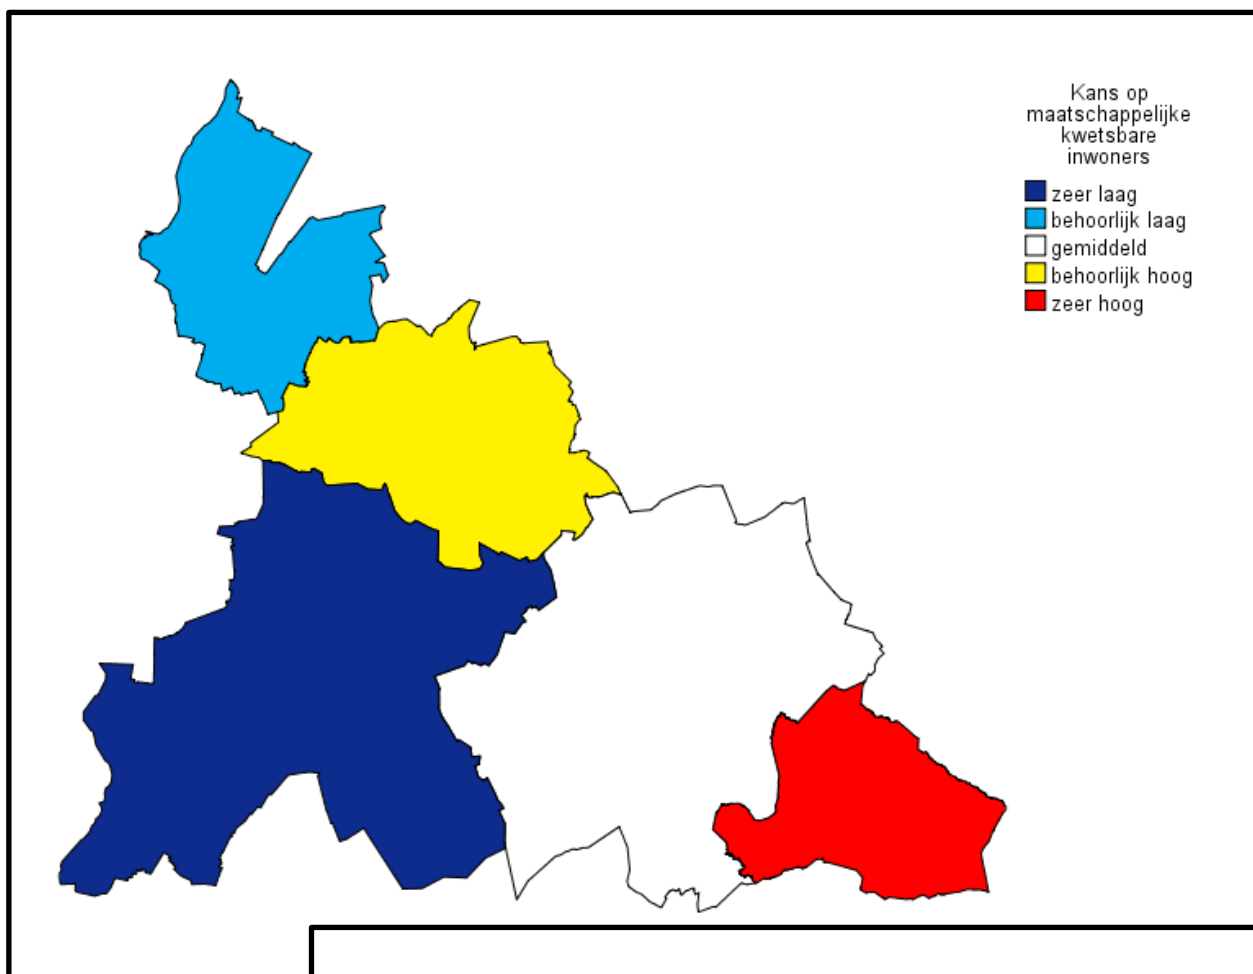 Kans op
maatschappelijke
kwetsbare
inwoners
zeer laag
behoorlijk laag
gemiddeld
behoorlijk hoog
zeer hoog